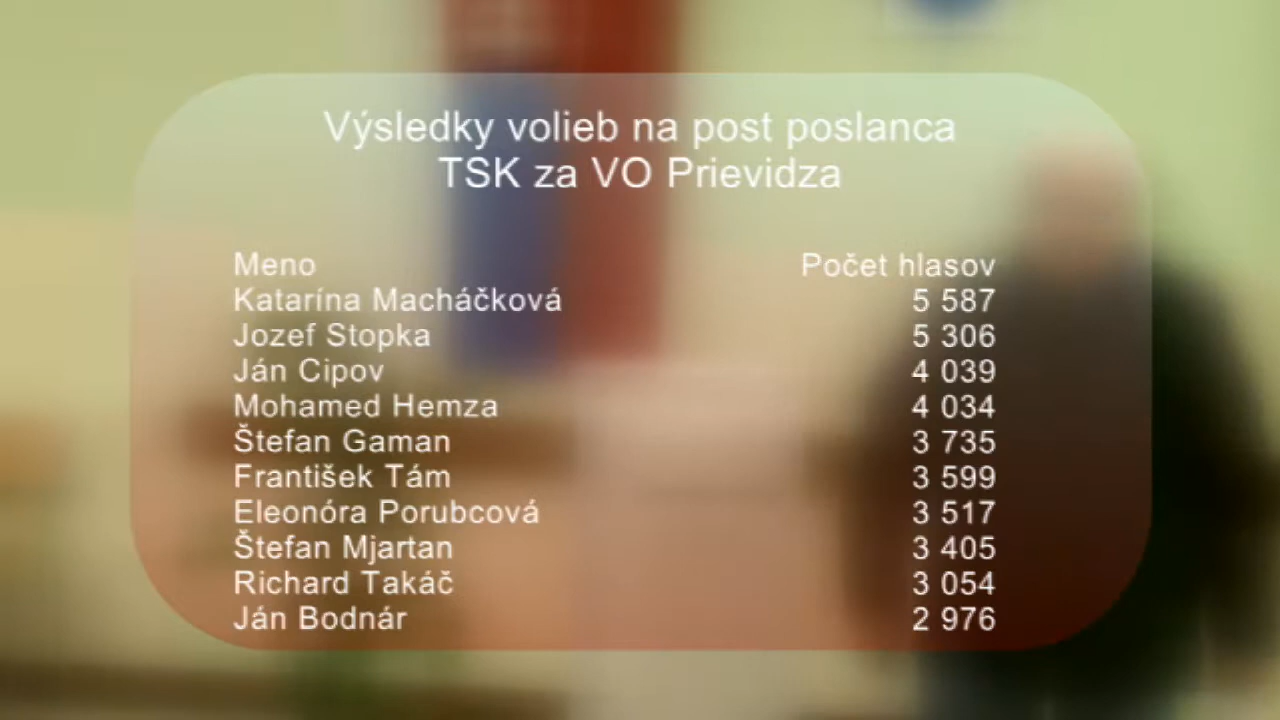 Výsledky volieb na post poslanca
TSK za VO Prievidza
Meno Počet hlasov
Katarína Macháčková 5 587
Jozef Stopka 5 306
Ján Cipov 4 039
Mohamed Hemza 4 034
Štefan Gaman 3 735
František Tám 3 599
Eleonóra Porubcová 3 517
Štefan Mjartan 3 405
Richard Takáč 3 054
Ján Bodnár 2 976